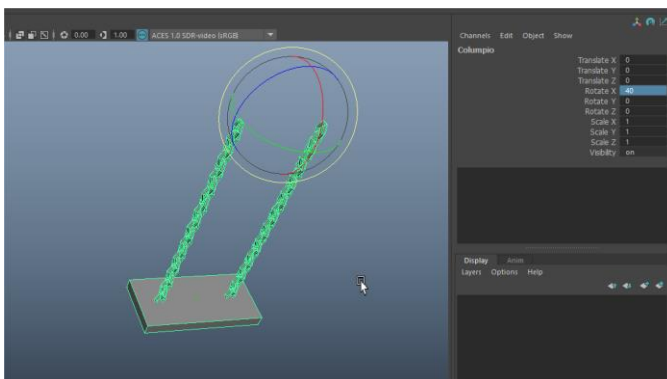 0.00 1.00 ACES 1.0 SDR-video (sRGB)
Channels Edit Object Show
Columpio
Translate X 0
Translate Y 0
Translate Z 0
Rotate X 40
Rotate Y 0
Rotate Z 0
Scale X 1
Scale Y 1
Scale Z 1
Visibility on
Display Anim
Layers Options Help